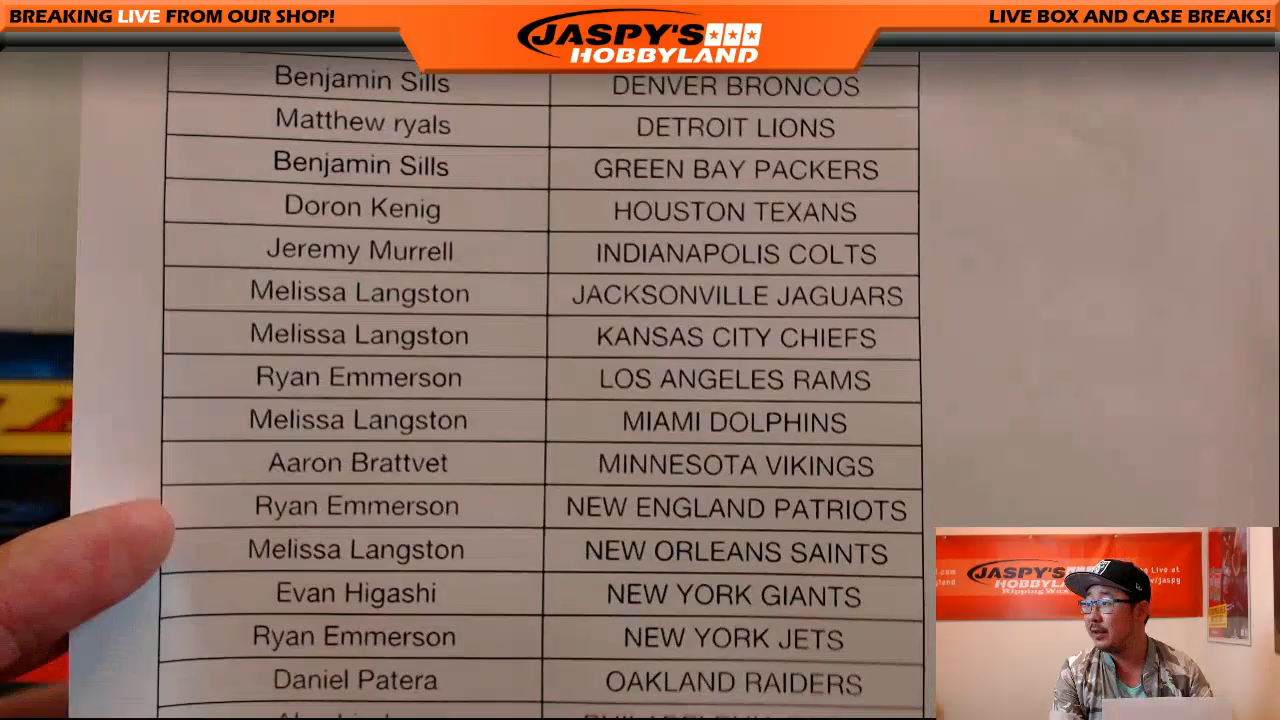 BREAKING LIVE FROM OUR SHOP!
JASPY'S
HOBBYLAND
LIVE BOX AND CASE BREAKS!
Benjamin Sills DENVER BRONCOS
Matthew ryals DETROIT LIONS
Benjamin Sills GREEN BAY PACKERS
Doron Kenig HOUSTON TEXANS
Jeremy Murrell INDIANAPOLIS COLTS
Melissa Langston JACKSONVILLE JAGUARS
Melissa Langston KANSAS CITY CHIEFS
Ryan Emmerson LOS ANGELES RAMS
Melissa Langston MIAMI DOLPHINS
Aaron Brattvet MINNESOTA VIKINGS
Ryan Emmerson NEW ENGLAND PATRIOTS
Melissa Langston NEW ORLEANS SAINTS
Evan Higashi NEW YORK GIANTS
Ryan Emmerson NEW YORK JETS
Daniel Patera OAKLAND RAIDERS
JASPY'S
HOBBYLAND
Live at
/jaspy